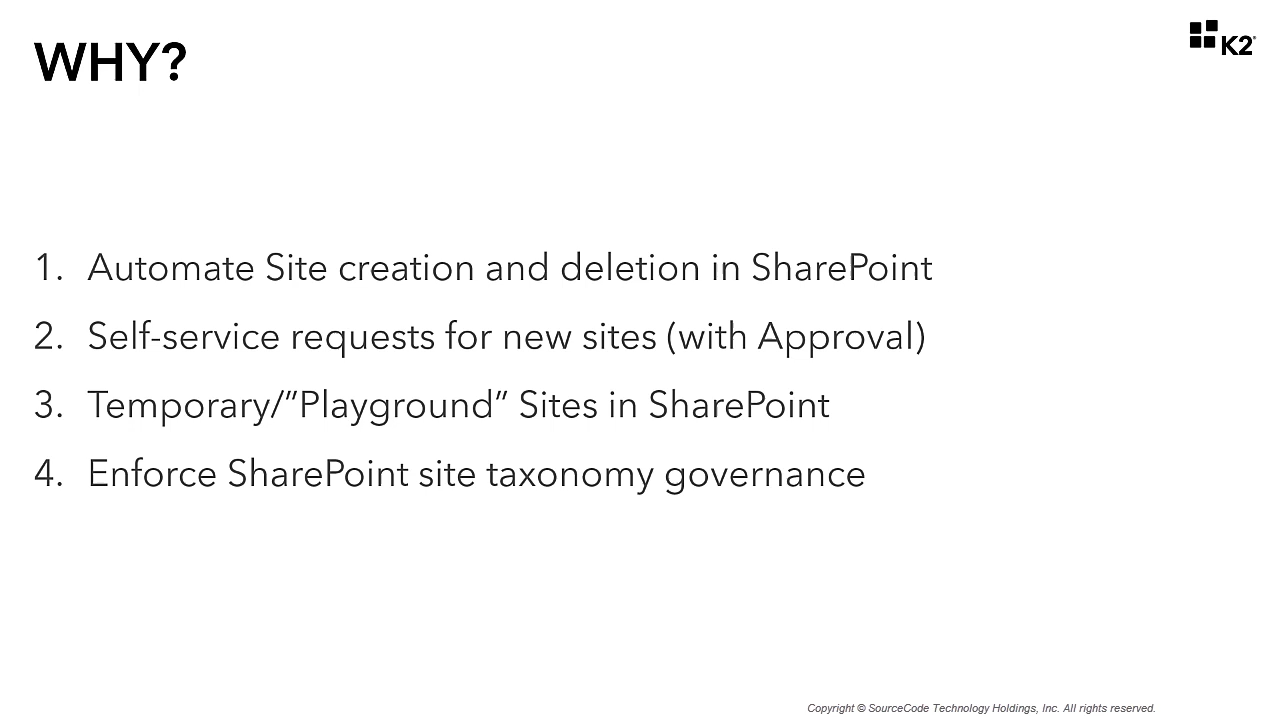 WHY?
K2
1. Automate Site creation and deletion in SharePoint
2. Self-service requests for new sites (with Approval)
3. Temporary/”Playground” Sites in SharePoint
4. Enforce SharePoint site taxonomy governance
Copyright © SourceCode Technology Holdings, Inc. All rights reserved.